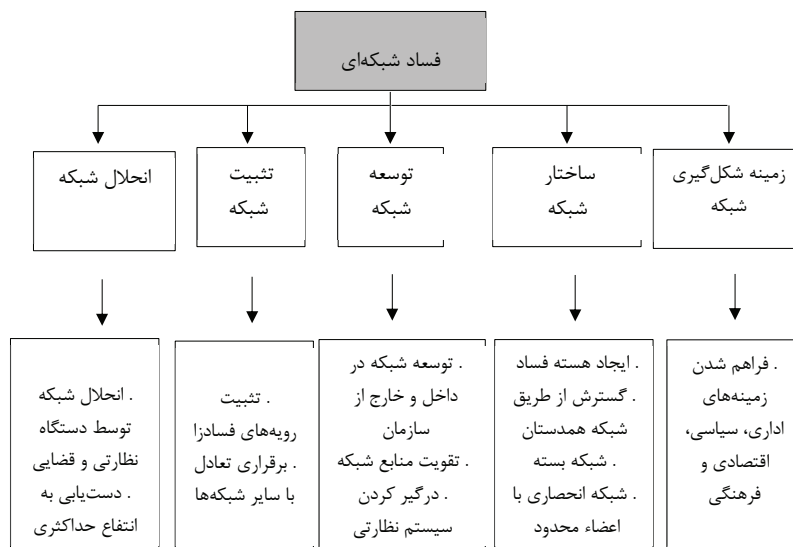 فساد شبکه‌ای
زمینه شکل‌گیری
شبکه
ساختار
شبکه
توسعه
شبکه
تثبیت
شبکه
انحلال شبکه
. فراهم شدن
زمینه‌های
اداری، سیاسی،
اقتصادی و
فرهنگی
. ایجاد هسته فساد
. گسترش از طریق
شبکه همدستان
. شبکه بسته
. شبکه انحصاری با
اعضاء محدود
. توسعه شبکه در
داخل و خارج از
سازمان
. تقویت منابع شبکه
. درگیر کردن
سیستم نظارتی
. تثبیت
رویه‌های فسادزا
. برقراری تعادل
با سایر شبکه‌ها
. انحلال شبکه
توسط دستگاه
نظارتی و قضایی
. دست‌یابی به
انتفاع حداکثری